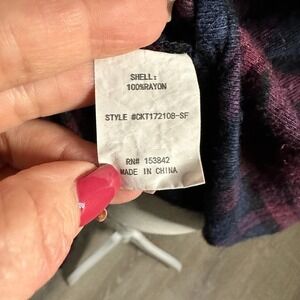 SHELL:
100%RAYON
STYLE #CKT172108-SF
RN# 153842
MADE IN CHINA